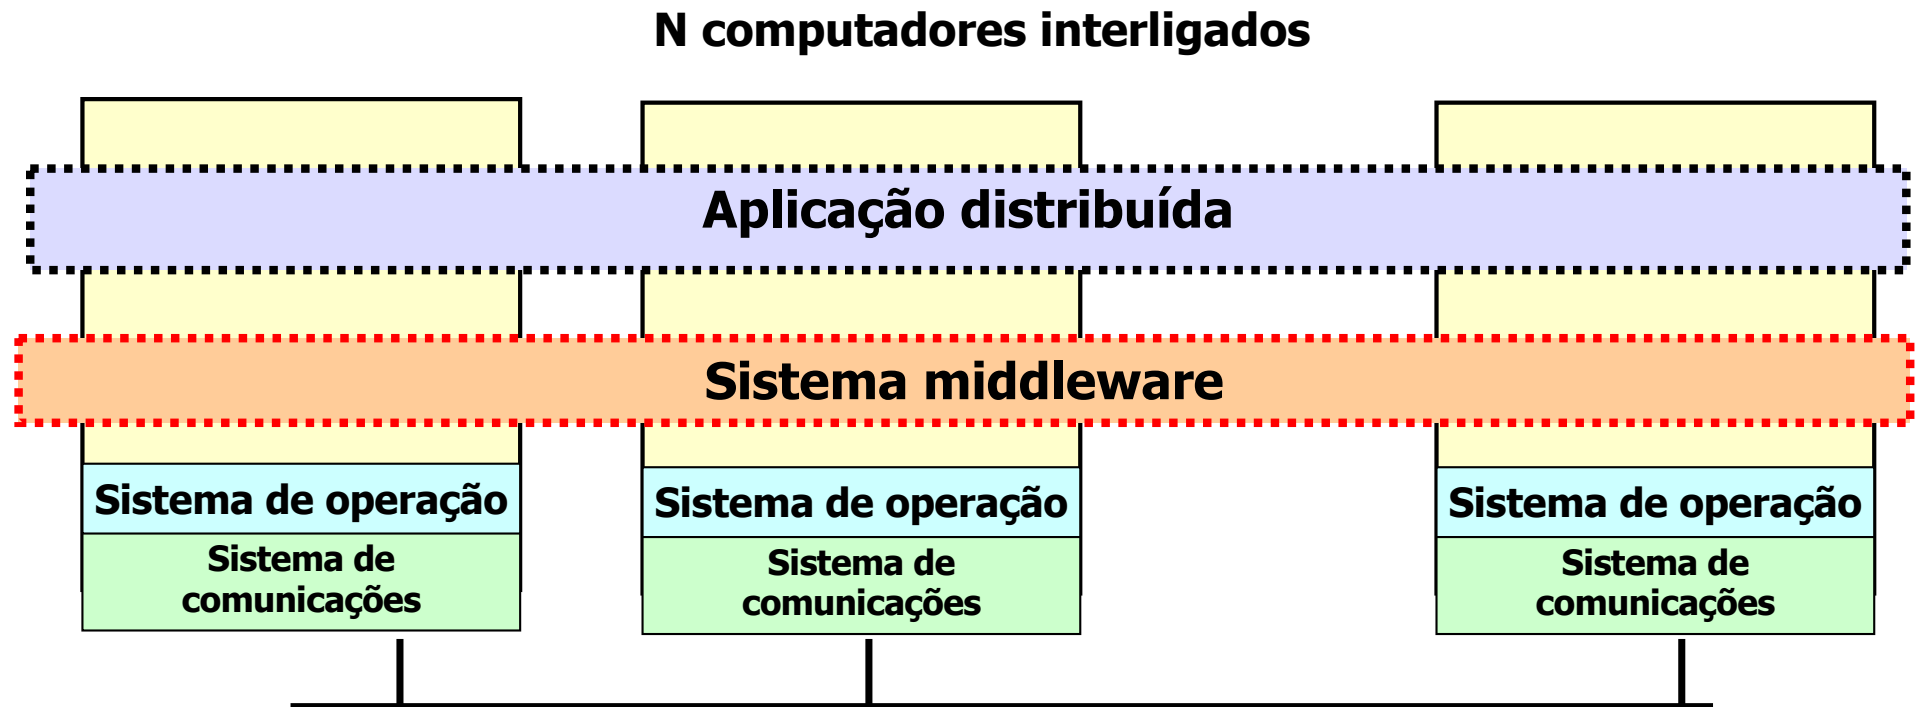 N computadores interligados
Aplicação distribuída
Sistema middleware
Sistema de operação
Sistema de operação
Sistema de operação
Sistema de
comunicações
Sistema de
comunicações
Sistema de
comunicações